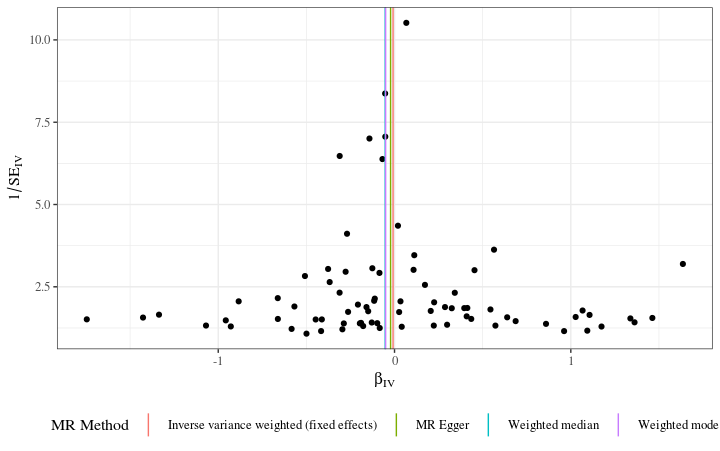 10.0
7.5
5.0
2.5
1/SE_IV
-1
0
1
β_IV
MR Method
Inverse variance weighted (fixed effects)
MR Egger
Weighted median
Weighted mode